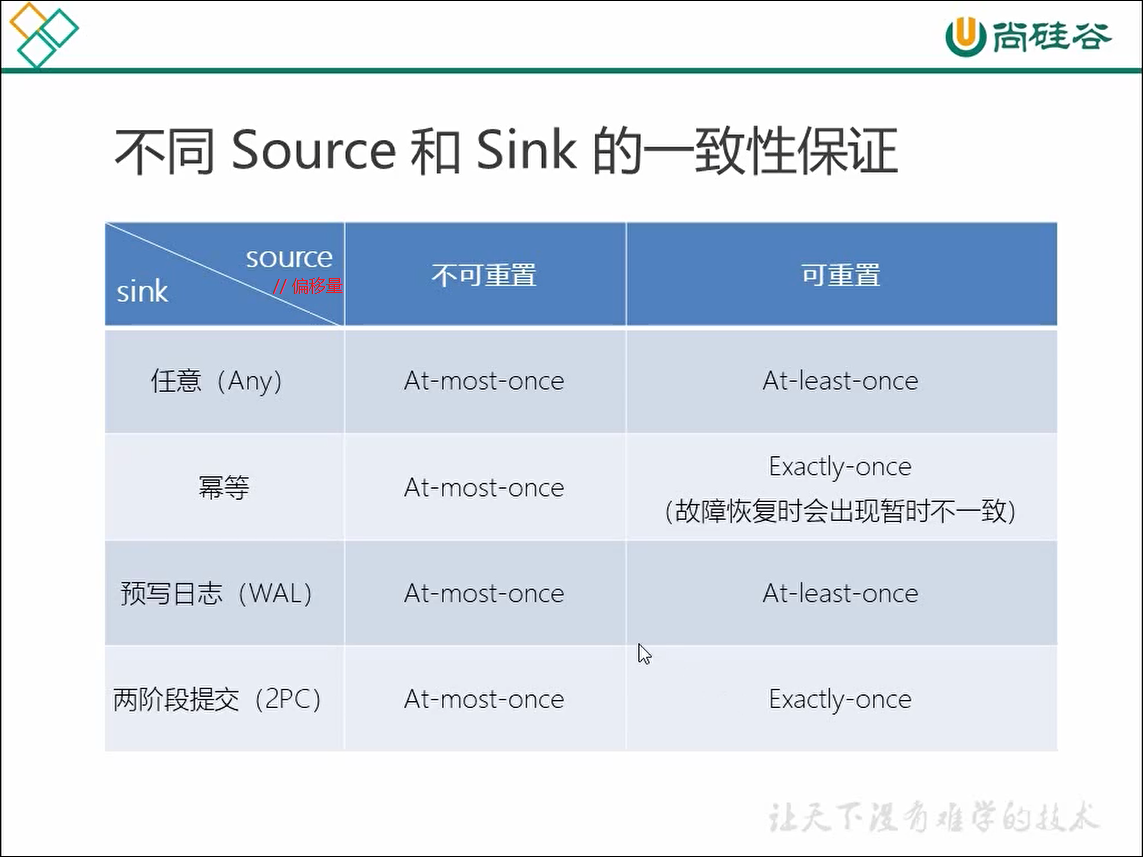 尚硅谷
不同 Source 和 Sink 的一致性保证
source
// 偏移量
sink
不可重置
可重置
任意（Any）
At-most-once
At-least-once
幂等
At-most-once
Exactly-once
（故障恢复时会出现暂时不一致）
预写日志（WAL）
At-most-once
At-least-once
两阶段提交（2PC）
At-most-once
Exactly-once
让天下没有难学的技术